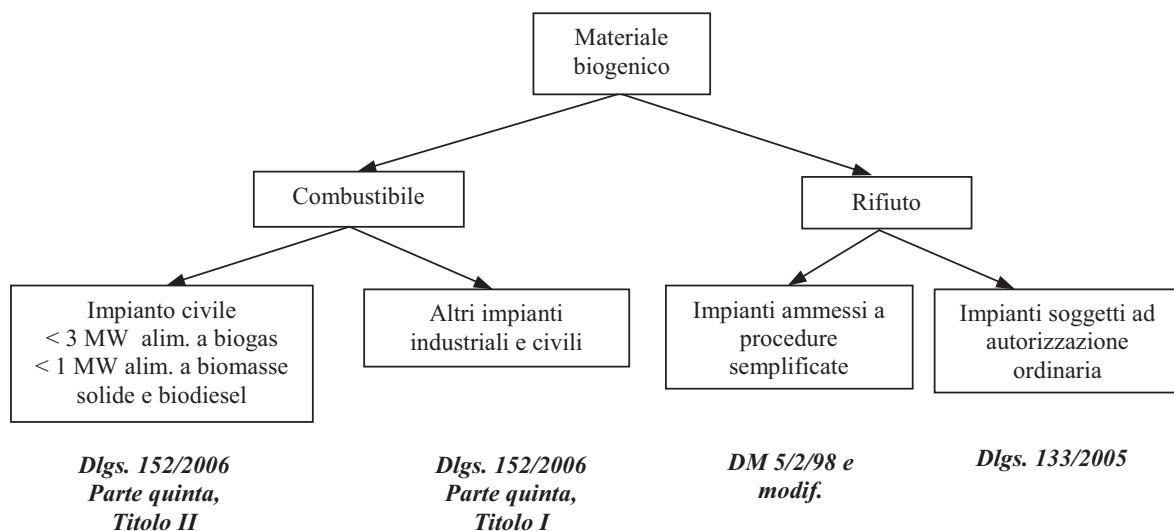 Materiale
biogenico
Combustibile
Rifiuto
Impianto civile
< 3 MW alim. a biogas
< 1 MW alim. a biomasse
solide e biodiesel
Altri impianti
industriali e civili
Impianti ammessi a
procedure
semplificate
Impianti soggetti ad
autorizzazione
ordinaria
Dlgs. 152/2006
Parte quinta,
Titolo II
Dlgs. 152/2006
Parte quinta,
Titolo I
DM 5/2/98 e
modif.
Dlgs. 133/2005